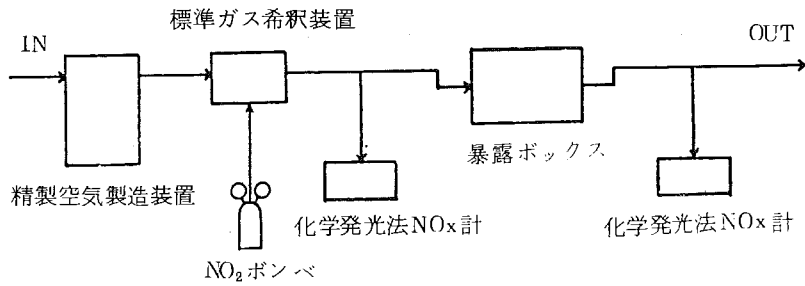 標準ガス希釈装置
IN
OUT
暴露ボックス
精製空気製造装置
化学発光法NOx計
化学発光法NOx計
NO₂ボンベ